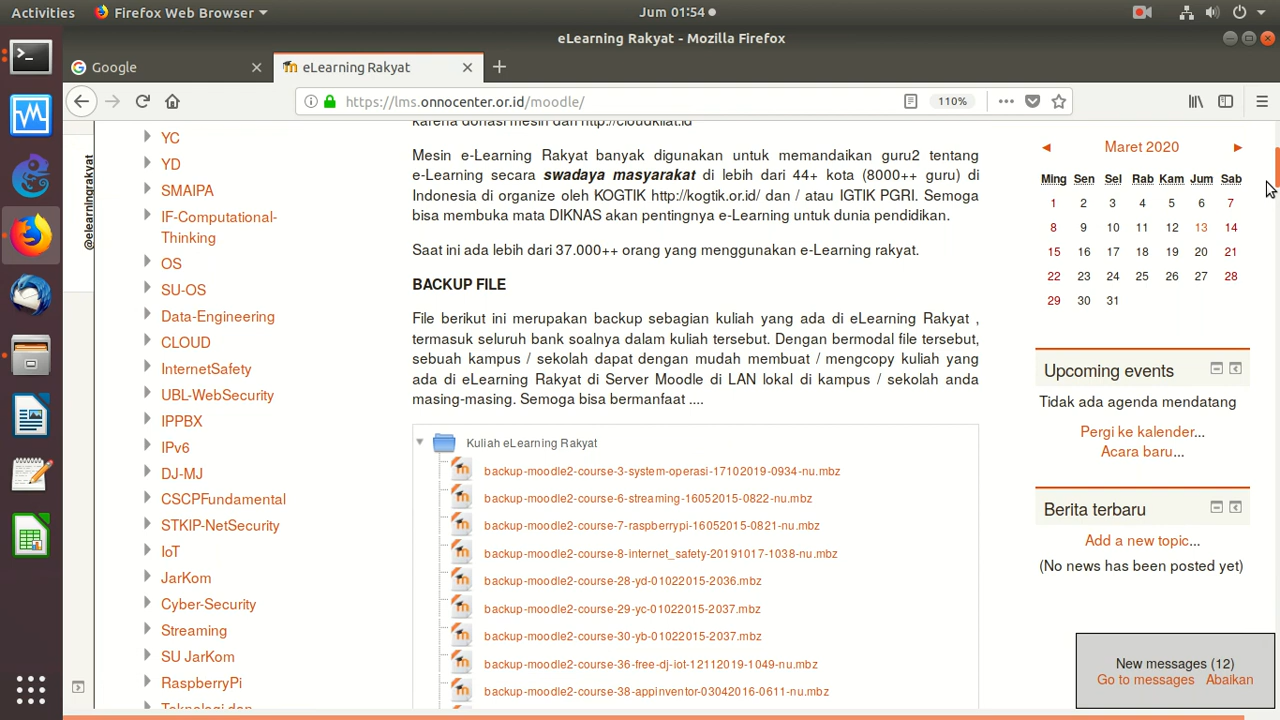 Activities
Firefox Web Browser
Jum 01:54
eLearning Rakyat - Mozilla Firefox
Google
eLearning Rakyat
https://lms.onnocenter.or.id/moodle/
110%
@elearningrakyat
YC
YD
SMAIPA
IF-Computational-
Thinking
OS
SU-OS
Data-Engineering
CLOUD
InternetSafety
UBL-WebSecurity
IPPBX
IPv6
DJ-MJ
CSCPFundamental
STKIP-NetSecurity
IoT
JarKom
Cyber-Security
Streaming
SU JarKom
RaspberryPi
Teknologi dan
karena donasi mesin dari http://cloudkilat.id
Mesin e-Learning Rakyat banyak digunakan untuk memandaikan guru2 tentang
e-Learning secara swadaya masyarakat di lebih dari 44+ kota (8000++ guru) di
Indonesia di organize oleh KOGTIK http://kogtik.or.id/ dan / atau IGTIK PGRI. Semoga
bisa membuka mata DIKNAS akan pentingnya e-Learning untuk dunia pendidikan.
Saat ini ada lebih dari 37.000++ orang yang menggunakan e-Learning rakyat.
BACKUP FILE
File berikut ini merupakan backup sebagian kuliah yang ada di eLearning Rakyat ,
termasuk seluruh bank soalnya dalam kuliah tersebut. Dengan bermodal file tersebut,
sebuah kampus / sekolah dapat dengan mudah membuat / mengcopy kuliah yang
ada di eLearning Rakyat di Server Moodle di LAN lokal di kampus / sekolah anda
masing-masing. Semoga bisa bermanfaat ....
Kuliah eLearning Rakyat
backup-moodle2-course-3-system-operasi-17102019-0934-nu.mbz
backup-moodle2-course-6-streaming-16052015-0822-nu.mbz
backup-moodle2-course-7-raspberrypi-16052015-0821-nu.mbz
backup-moodle2-course-8-internet_safety-20191017-1038-nu.mbz
backup-moodle2-course-28-yd-01022015-2036.mbz
backup-moodle2-course-29-yc-01022015-2037.mbz
backup-moodle2-course-30-yb-01022015-2037.mbz
backup-moodle2-course-36-free-dj-iot-12112019-1049-nu.mbz
backup-moodle2-course-38-appinventor-03042016-0611-nu.mbz
Maret 2020
Ming Sen Sel Rab Kam Jum Sab
1 2 3 4 5 6 7
8 9 10 11 12 13 14
15 16 17 18 19 20 21
22 23 24 25 26 27 28
29 30 31
Upcoming events
Tidak ada agenda mendatang
Pergi ke kalender...
Acara baru...
Berita terbaru
Add a new topic...
(No news has been posted yet)
New messages (12)
Go to messages Abaikan